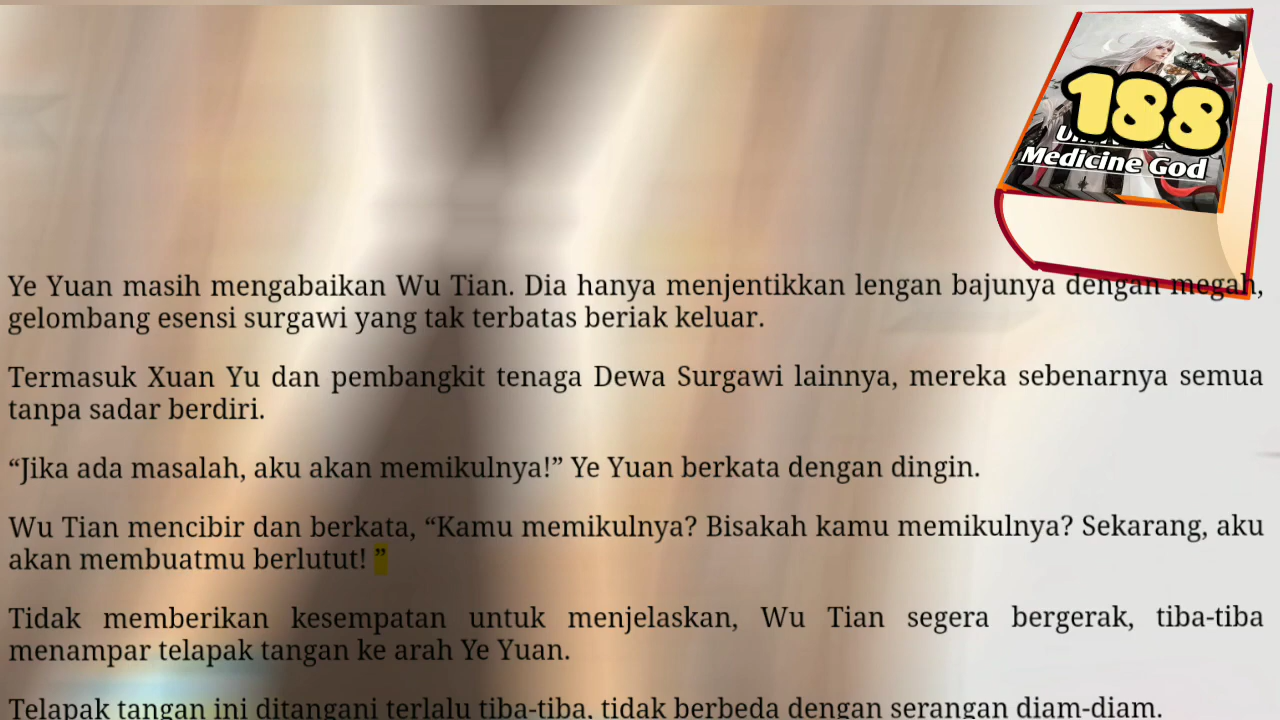 188
Medicine God
Ye Yuan masih mengabaikan Wu Tian. Dia hanya menjentikkan lengan bajunya dengan megah,
gelombang esensi surgawi yang tak terbatas beriak keluar.
Termasuk Xuan Yu dan pembangkit tenaga Dewa Surgawi lainnya, mereka sebenarnya semua
tanpa sadar berdiri.
“Jika ada masalah, aku akan memikulnya!” Ye Yuan berkata dengan dingin.
Wu Tian mencibir dan berkata, “Kamu memikulnya? Bisakah kamu memikulnya? Sekarang, aku
akan membuatmu berlutut! ”
Tidak memberikan kesempatan untuk menjelaskan, Wu Tian segera bergerak, tiba-tiba
menampar telapak tangan ke arah Ye Yuan.
Telapak tangan ini ditangani terlalu tiba-tiba, tidak berbeda dengan serangan diam-diam.